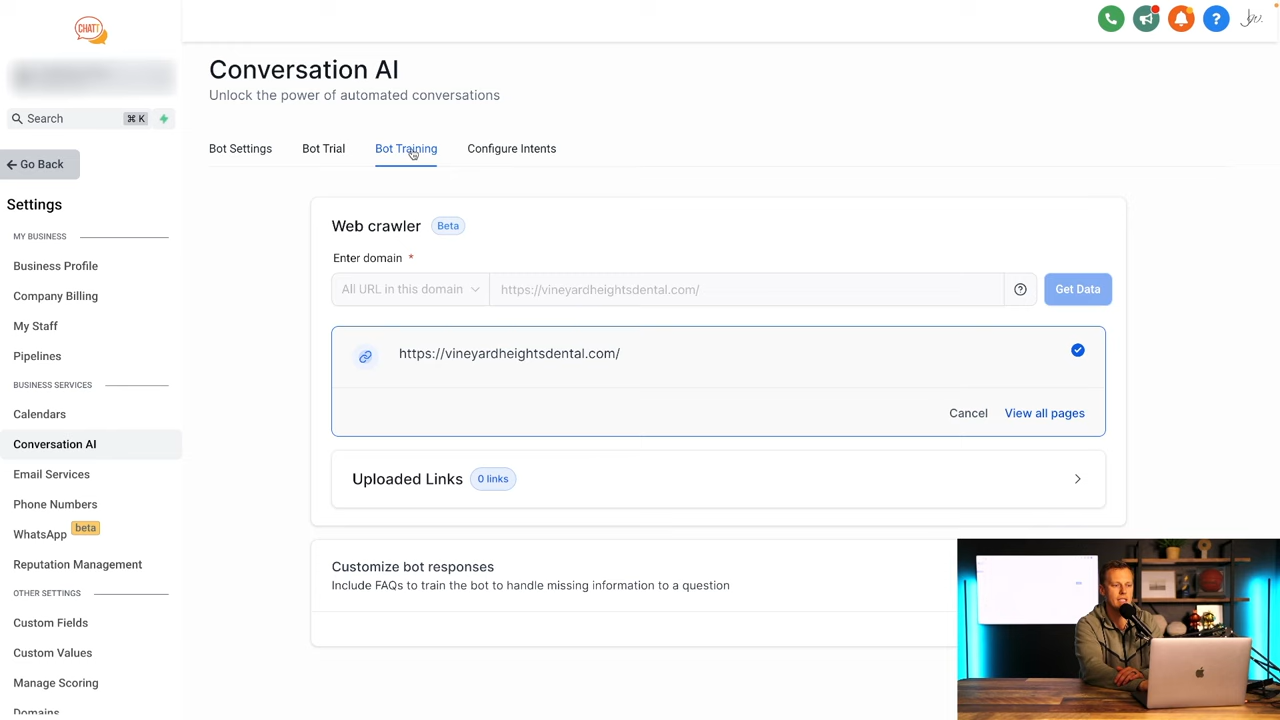 CHATT
Search ⌘ K
Go Back
Settings
MY BUSINESS
Business Profile
Company Billing
My Staff
Pipelines
BUSINESS SERVICES
Calendars
Conversation AI
Email Services
Phone Numbers
WhatsApp beta
Reputation Management
OTHER SETTINGS
Custom Fields
Custom Values
Manage Scoring
Domains
Conversation AI
Unlock the power of automated conversations
Bot Settings Bot Trial Bot Training Configure Intents
Web crawler Beta
Enter domain *
All URL in this domain https://vineyardheightsdental.com/ Get Data
https://vineyardheightsdental.com/
Cancel View all pages
Uploaded Links 0 links
Customize bot responses
Include FAQs to train the bot to handle missing information to a question